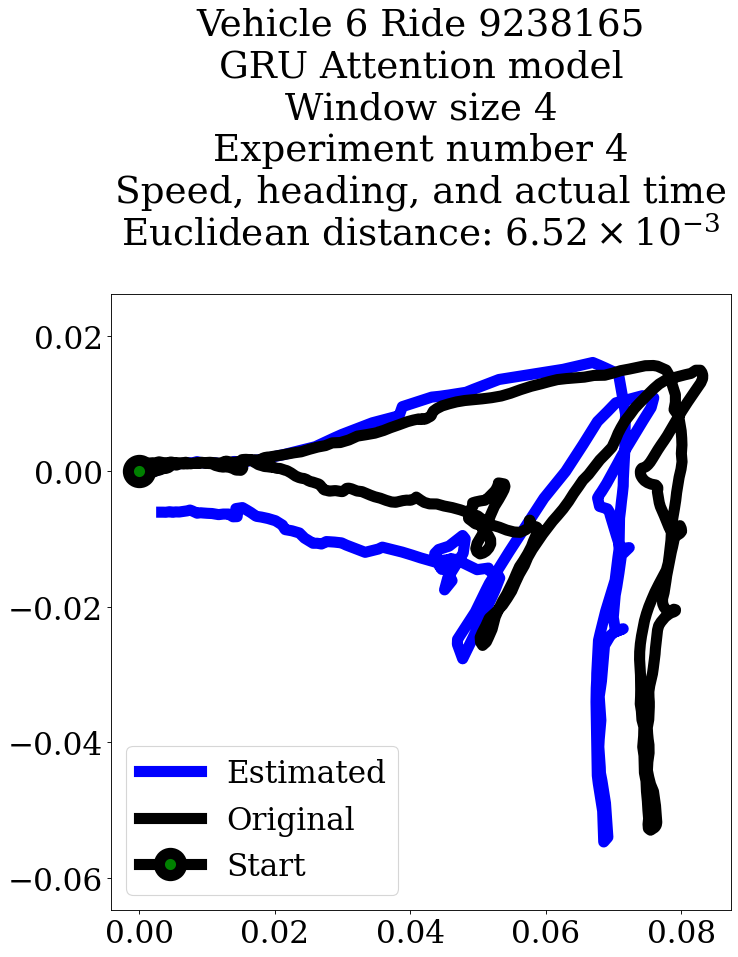 Vehicle 6 Ride 9238165
GRU Attention model
Window size 4
Experiment number 4
Speed, heading, and actual time
Euclidean distance: 6.52 × 10⁻³
0.02
0.00
−0.02
−0.04
−0.06
Estimated
Original
Start
0.00 0.02 0.04 0.06 0.08